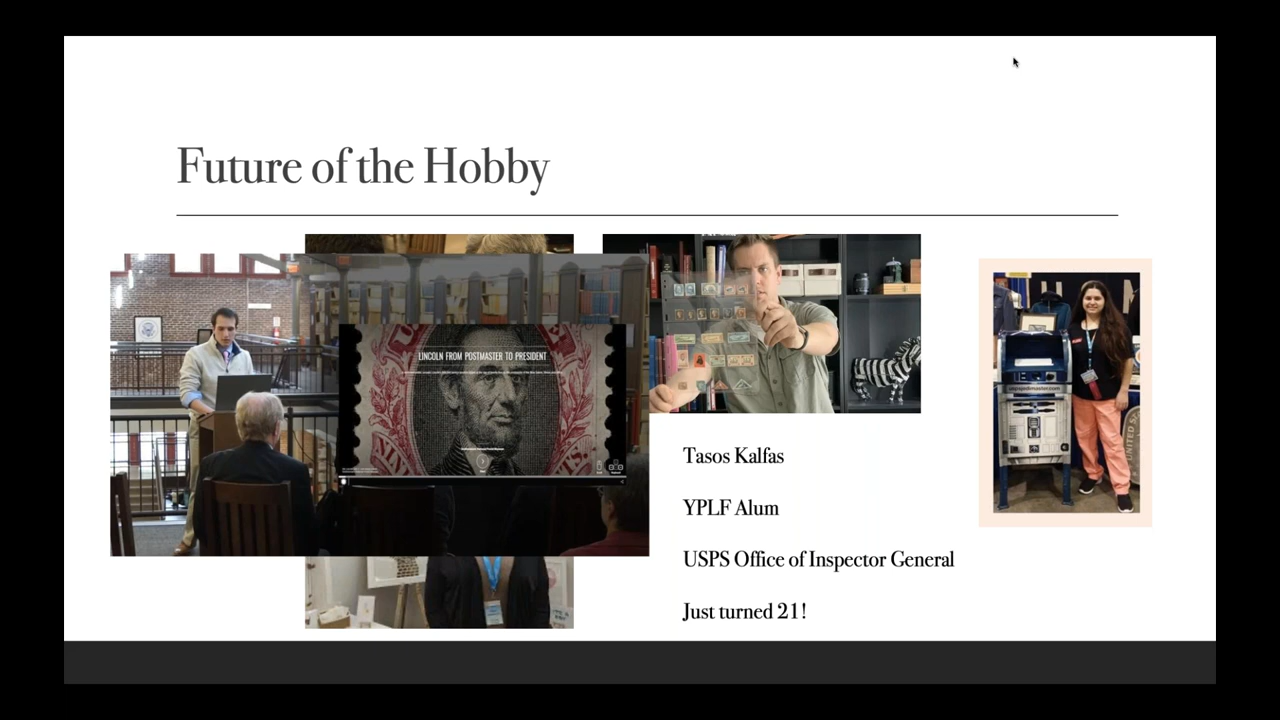 Future of the Hobby
LINCOLN FROM POSTMASTER TO PRESIDENT
Tasos Kalfas
YPLF Alum
USPS Office of Inspector General
Just turned 21!